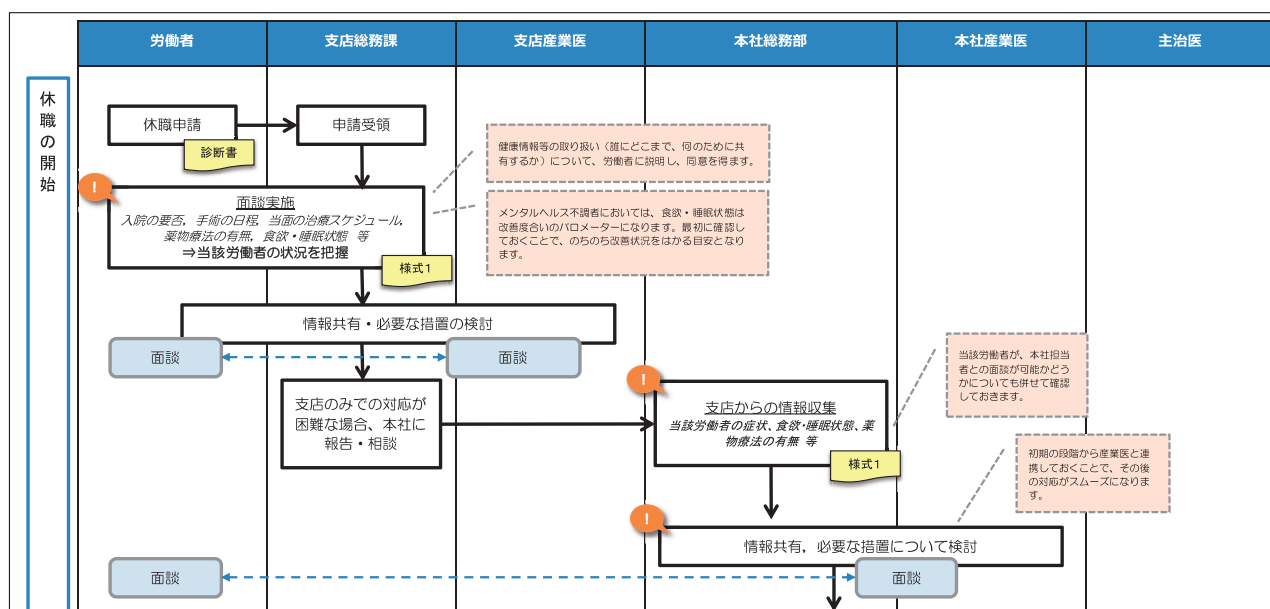 労働者
支店総務課
支店産業医
本社総務部
本社産業医
主治医
休職の開始
休職申請
診断書
申請受領
健康情報等の取り扱い（誰にどこまで、何のために共
有するか）について、労働者に説明し、同意を得ます。
!
面談実施
入院の要否，手術の日程，当面の治療スケジュール，
薬物療法の有無，食欲・睡眠状態 等
⇒当該労働者の状況を把握
様式1
メンタルヘルス不調者においては、食欲・睡眠状態は
改善度合いのバロメーターになります。最初に確認し
ておくことで、のちのち改善状況をはかる目安となり
ます。
情報共有・必要な措置の検討
面談
面談
支店のみでの対応が
困難な場合、本社に
報告・相談
!
支店からの情報収集
当該労働者の症状、食欲・睡眠状態、薬
物療法の有無 等
様式1
当該労働者が、本社担当
者との面談が可能かどう
かについても併せて確認
しておきます。
初期の段階から産業医と連
携しておくことで、その後
の対応がスムーズになりま
す。
!
情報共有，必要な措置について検討
面談
面談